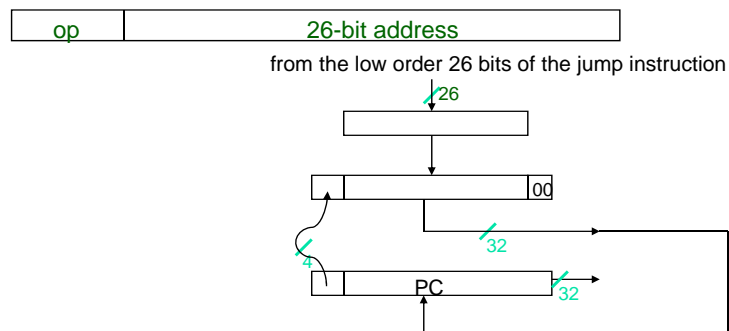 op 26-bit address
from the low order 26 bits of the jump instruction
26
00
32
4
PC
32